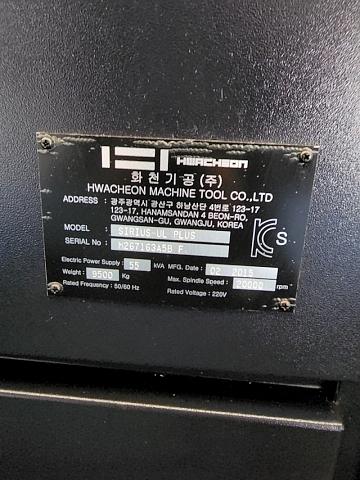 HWACHEON
화천기공(주)
HWACHEON MACHINE TOOL CO.,LTD
ADDRESS : 광주광역시 광산구 하남산단 4번로 123-17
123-17, HANAMSANDAN 4 BEON-RO,
GWANGSAN-GU, GWANGJU, KOREA
MODEL : SIRIUS-UL PLUS
SERIAL No : M267163A5B F
Electric Power Supply : 55 kVA MFG. Date : 02. 2015
Weight : 9500 Kg Max. Spindle Speed : 20000 rpm
Rated Frequency : 50/60 Hz Rated Voltage : 220V